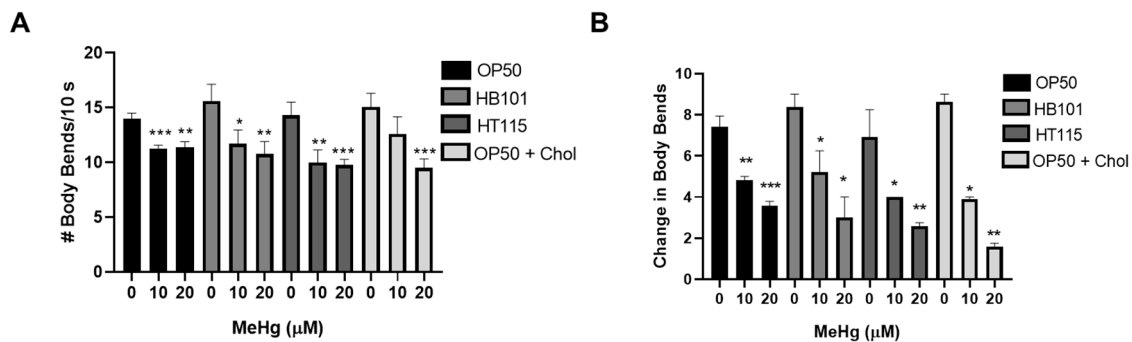 A
# Body Bends/10 s
20
15
10
5
0
*** ** * ** ** *** ***
0 10 20 0 10 20 0 10 20 0 10 20
MeHg (μM)
OP50
HB101
HT115
OP50 + Chol
B
Change in Body Bends
10
8
6
4
2
0
** *** * * * ** * **
0 10 20 0 10 20 0 10 20 0 10 20
MeHg (μM)
OP50
HB101
HT115
OP50 + Chol